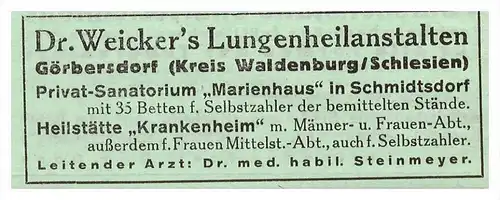 Dr. Weicker's Lungenheilanstalten
Görbersdorf (Kreis Waldenburg/Schlesien)
Privat-Sanatorium „Marienhaus" in Schmidtsdorf
mit 35 Betten f. Selbstzahler der bemittelten Stände.
Heilstätte „Krankenheim" m. Männer- u. Frauen-Abt.,
außerdem f. Frauen Mittelst.-Abt., auch f. Selbstzahler.
Leitender Arzt: Dr. med. habil. Steinmeyer.